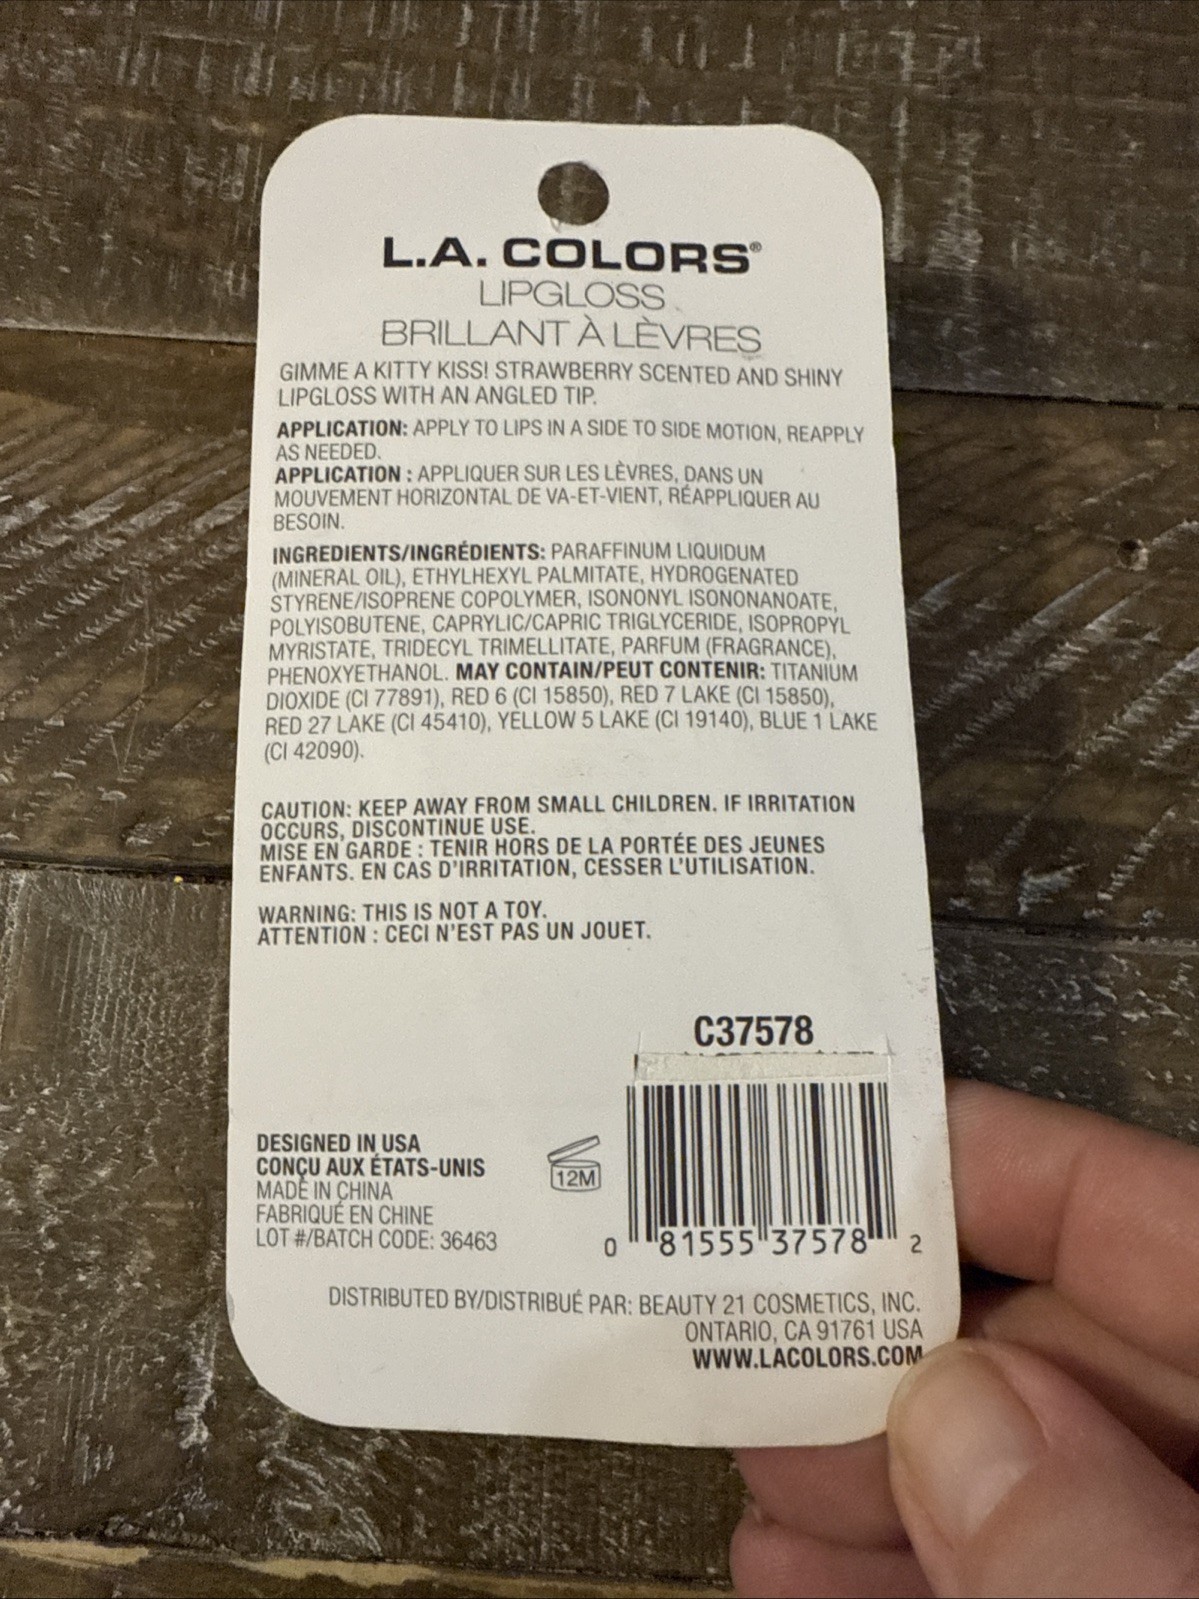 L.A. COLORS®
LIPGLOSS
BRILLANT À LÈVRES
GIMME A KITTY KISS! STRAWBERRY SCENTED AND SHINY
LIPGLOSS WITH AN ANGLED TIP.
APPLICATION: APPLY TO LIPS IN A SIDE TO SIDE MOTION, REAPPLY
AS NEEDED.
APPLICATION : APPLIQUER SUR LES LÈVRES, DANS UN
MOUVEMENT HORIZONTAL DE VA-ET-VIENT, RÉAPPLIQUER AU
BESOIN.
INGREDIENTS/INGRÉDIENTS: PARAFFINUM LIQUIDUM
(MINERAL OIL), ETHYLHEXYL PALMITATE, HYDROGENATED
STYRENE/ISOPRENE COPOLYMER, ISONONYL ISONONANOATE,
POLYISOBUTENE, CAPRYLIC/CAPRIC TRIGLYCERIDE, ISOPROPYL
MYRISTATE, TRIDECYL TRIMELLITATE, PARFUM (FRAGRANCE),
PHENOXYETHANOL. MAY CONTAIN/PEUT CONTENIR: TITANIUM
DIOXIDE (CI 77891), RED 6 (CI 15850), RED 7 LAKE (CI 15850),
RED 27 LAKE (CI 45410), YELLOW 5 LAKE (CI 19140), BLUE 1 LAKE
(CI 42090).
CAUTION: KEEP AWAY FROM SMALL CHILDREN. IF IRRITATION
OCCURS, DISCONTINUE USE.
MISE EN GARDE : TENIR HORS DE LA PORTÉE DES JEUNES
ENFANTS. EN CAS D'IRRITATION, CESSER L'UTILISATION.
WARNING: THIS IS NOT A TOY.
ATTENTION : CECI N'EST PAS UN JOUET.
C37578
DESIGNED IN USA
CONÇU AUX ÉTATS-UNIS
MADE IN CHINA
FABRIQUÉ EN CHINE
LOT #/BATCH CODE: 36463
12M
0 81555 37578 2
DISTRIBUTED BY/DISTRIBUÉ PAR: BEAUTY 21 COSMETICS, INC.
ONTARIO, CA 91761 USA
WWW.LACOLORS.COM